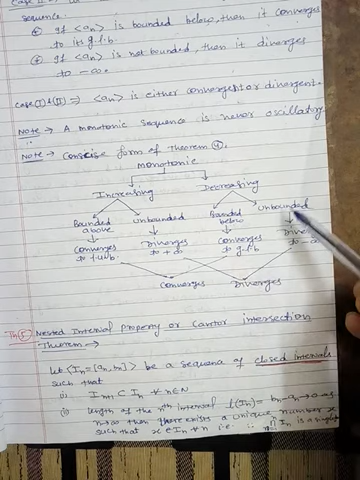 Case II
sequence.
* If <an> is bounded below, then it converges
to its g.l.b.
* If <an> is not bounded, then it diverges
to -∞.
Case (I) & (II) => <an> is either convergent or divergent.
Note → A monotonic sequence is never oscillatory
Note → Concise form of Theorem ④.
monotonic
Increasing Decreasing
Bounded above Unbounded Bounded below Unbounded
Converges to l.u.b Diverges to +∞ Converges to g.l.b Diver to -∞
Converges Diverges
Th ⑤ Nested Interval Property or Cantor intersection
Theorem →
Let <In = [an, bn]> be a sequence of closed intervals
such that
(i) In+1 ⊂ In ∀ n∈N
(ii) length of the nth interval l(In) = bn-an→0 as
n→∞ then there exists a unique number x
such that x∈In ∀ n i.e. ∩ In is a